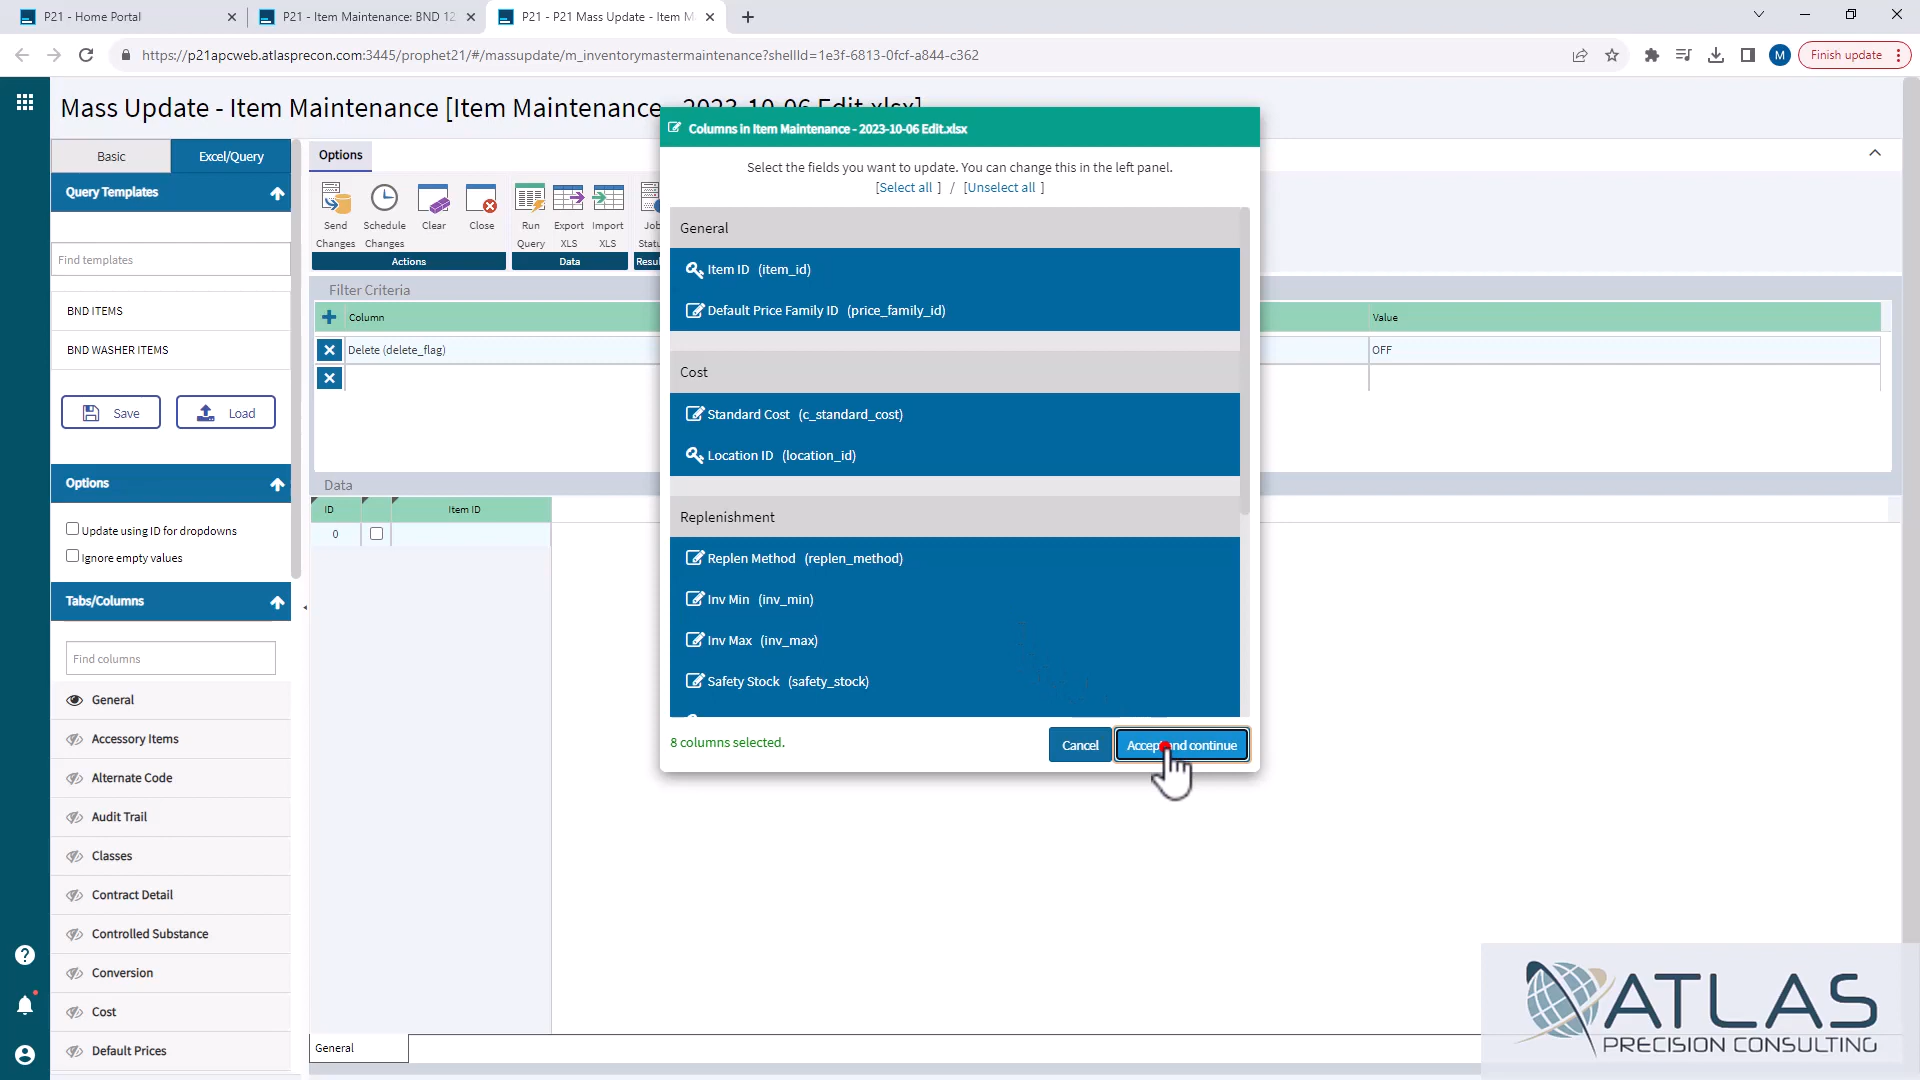 P21 - Home Portal
P21 - Item Maintenance: BND 12
P21 - P21 Mass Update - Item M
https://p21apcweb.atlasprecon.com:3445/prophet21/#/massupdate/m_inventorymastermaintenance?shellId=1e3f-6813-0fcf-a844-c362
M
Finish update
Mass Update - Item Maintenance [Item Maintenance - 2023-10-06 Edit.xlsx]
Basic
Excel/Query
Query Templates
Find templates
BND ITEMS
BND WASHER ITEMS
Save
Load
Options
Update using ID for dropdowns
Ignore empty values
Tabs/Columns
Find columns
General
Accessory Items
Alternate Code
Audit Trail
Classes
Contract Detail
Controlled Substance
Conversion
Cost
Default Prices
Options
Send Changes
Schedule Changes
Clear
Close
Run Query
Export XLS
Import XLS
Actions
Data
Filter Criteria
Column
Value
Delete (delete_flag)
OFF
Data
ID
Item ID
0
General
Columns in Item Maintenance - 2023-10-06 Edit.xlsx
Select the fields you want to update. You can change this in the left panel.
[Select all ] / [Unselect all ]
General
Item ID (item_id)
Default Price Family ID (price_family_id)
Cost
Standard Cost (c_standard_cost)
Location ID (location_id)
Replenishment
Replen Method (replen_method)
Inv Min (inv_min)
Inv Max (inv_max)
Safety Stock (safety_stock)
8 columns selected.
Cancel
Accept and continue
ATLAS
PRECISION CONSULTING